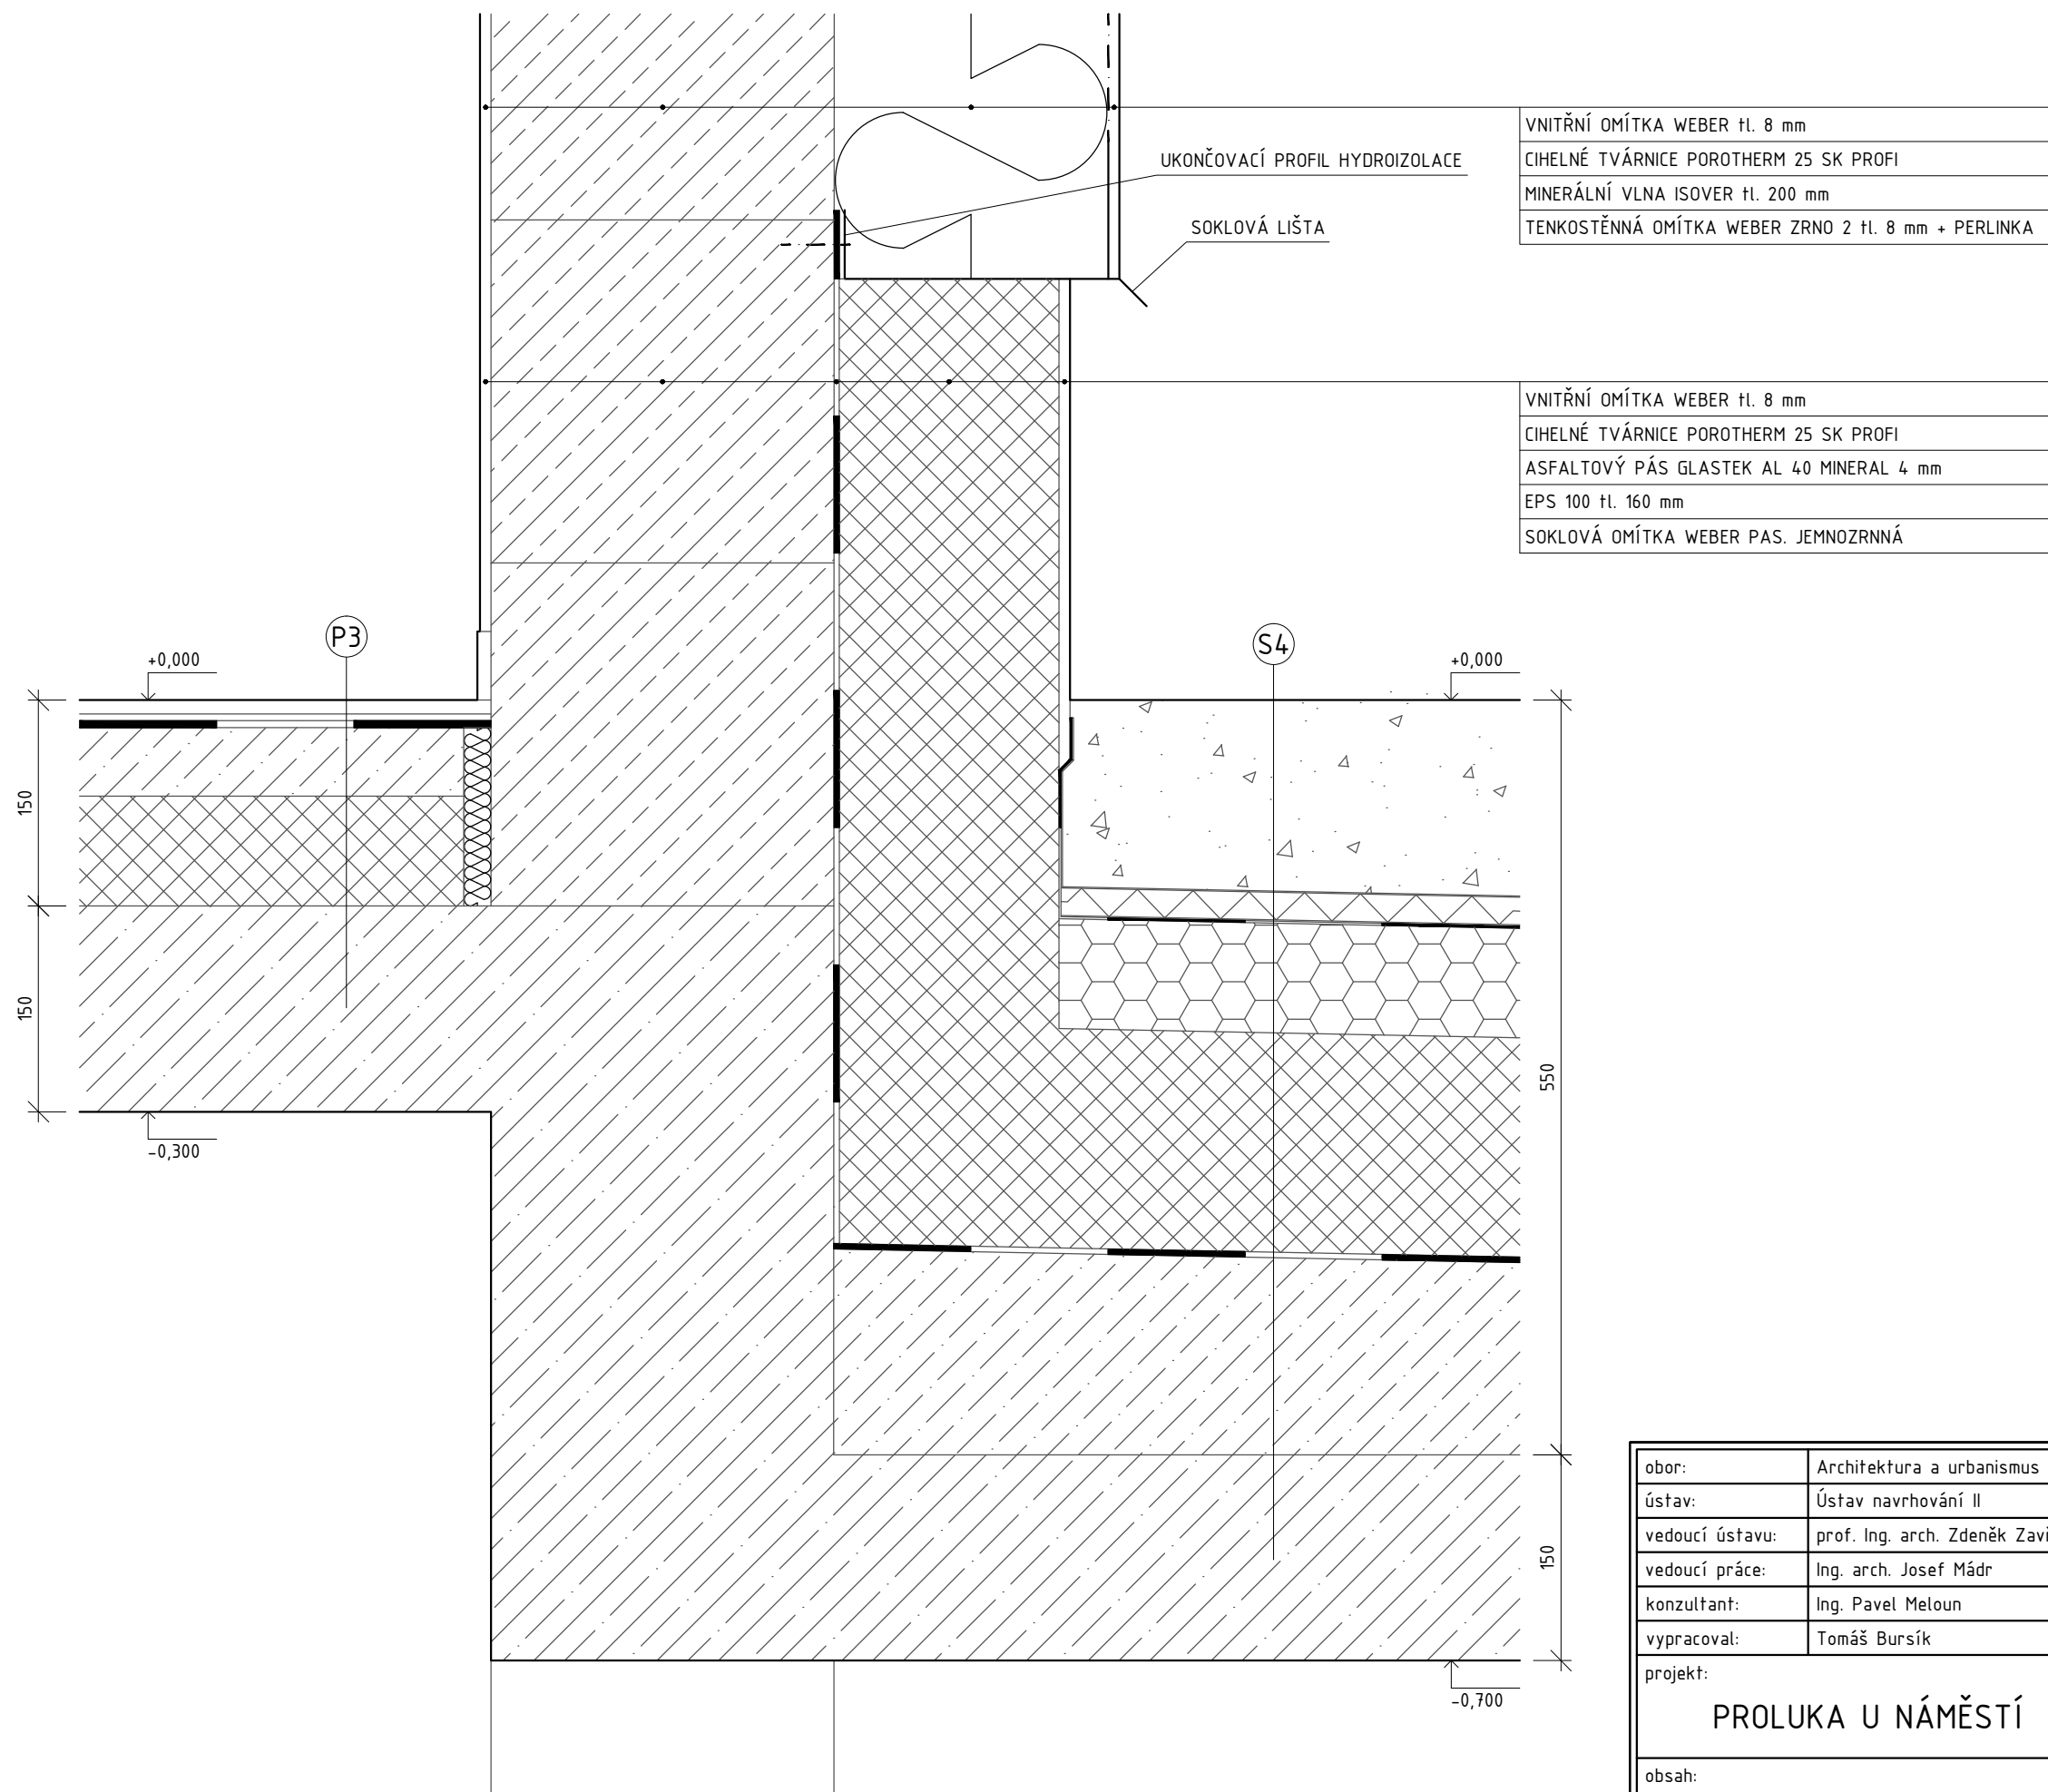 VNITŘNÍ OMÍTKA WEBER tl. 8 mm
CIHELNÉ TVÁRNICE POROTHERM 25 SK PROFI
MINERÁLNÍ VLNA ISOVER tl. 200 mm
TENKOSTĚNNÁ OMÍTKA WEBER ZRNO 2 tl. 8 mm + PERLINKA
UKONČOVACÍ PROFIL HYDROIZOLACE
SOKLOVÁ LIŠTA
VNITŘNÍ OMÍTKA WEBER tl. 8 mm
CIHELNÉ TVÁRNICE POROTHERM 25 SK PROFI
ASFALTOVÝ PÁS GLASTEK AL 40 MINERAL 4 mm
EPS 100 tl. 160 mm
SOKLOVÁ OMÍTKA WEBER PAS. JEMNOZRNNÁ
P3
S4
+0,000
+0,000
150
150
550
150
-0,300
-0,700
obor: Architektura a urbanismus
ústav: Ústav navrhování II
vedoucí ústavu: prof. Ing. arch. Zdeněk
vedoucí práce: Ing. arch. Josef Mádr
konzultant: Ing. Pavel Meloun
vypracoval: Tomáš Bursík
projekt:
PROLUKA U NÁMĚSTÍ
obsah: